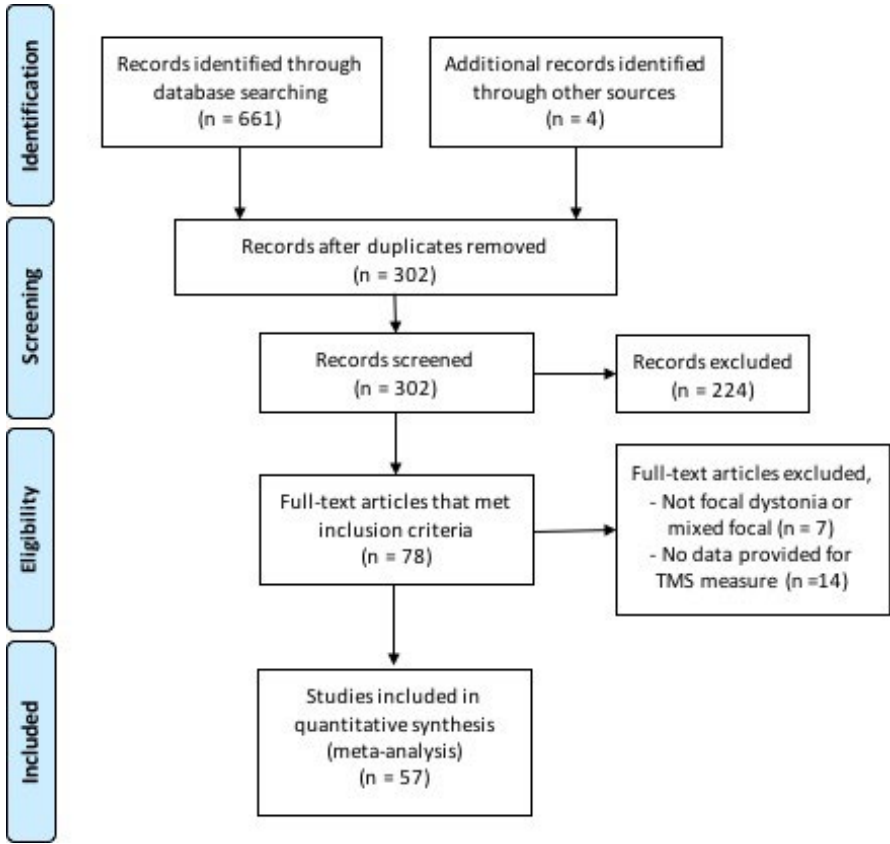 Identification
Records identified through
database searching
(n = 661)
Additional records identified
through other sources
(n = 4)
Screening
Records after duplicates removed
(n = 302)
Records screened
(n = 302)
Records excluded
(n = 224)
Eligibility
Full-text articles that met
inclusion criteria
(n = 78)
Full-text articles excluded,
- Not focal dystonia or
mixed focal (n = 7)
- No data provided for
TMS measure (n =14)
Included
Studies included in
quantitative synthesis
(meta-analysis)
(n = 57)